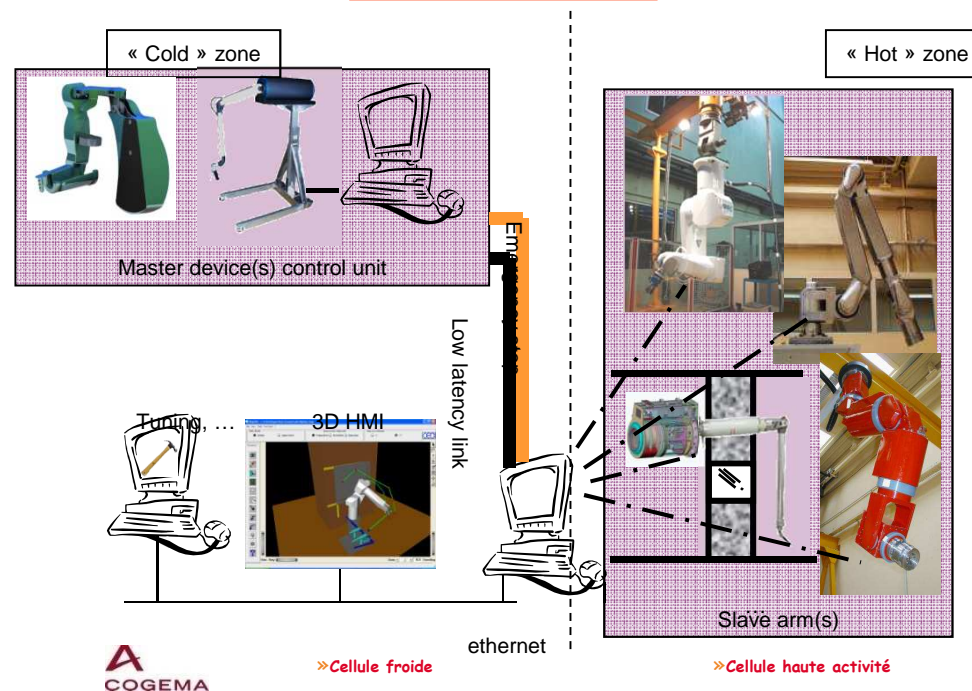 « Cold » zone
« Hot » zone
Master device(s) control unit
Low latency link
Tuning, …
3D HMI
Slave arm(s)
…
ethernet
COGEMA
»Cellule froide
»Cellule haute activité